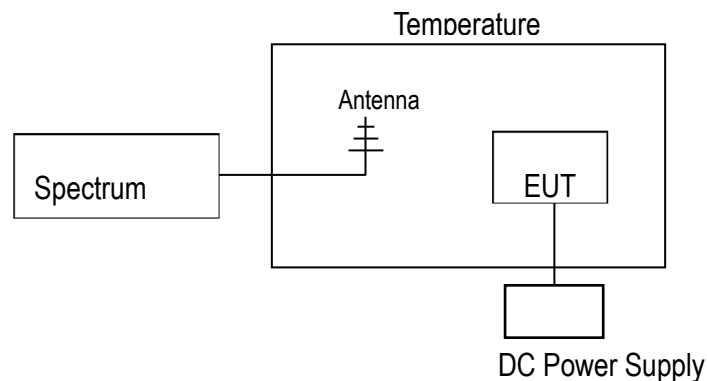 Temperature
Antenna
Spectrum
EUT
DC Power Supply